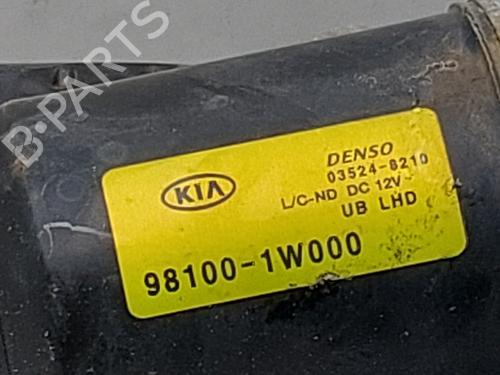 B-PARTS
KIA
DENSO
03524-8210
L/C-ND DC 12V
UB LHD
98100-1W000